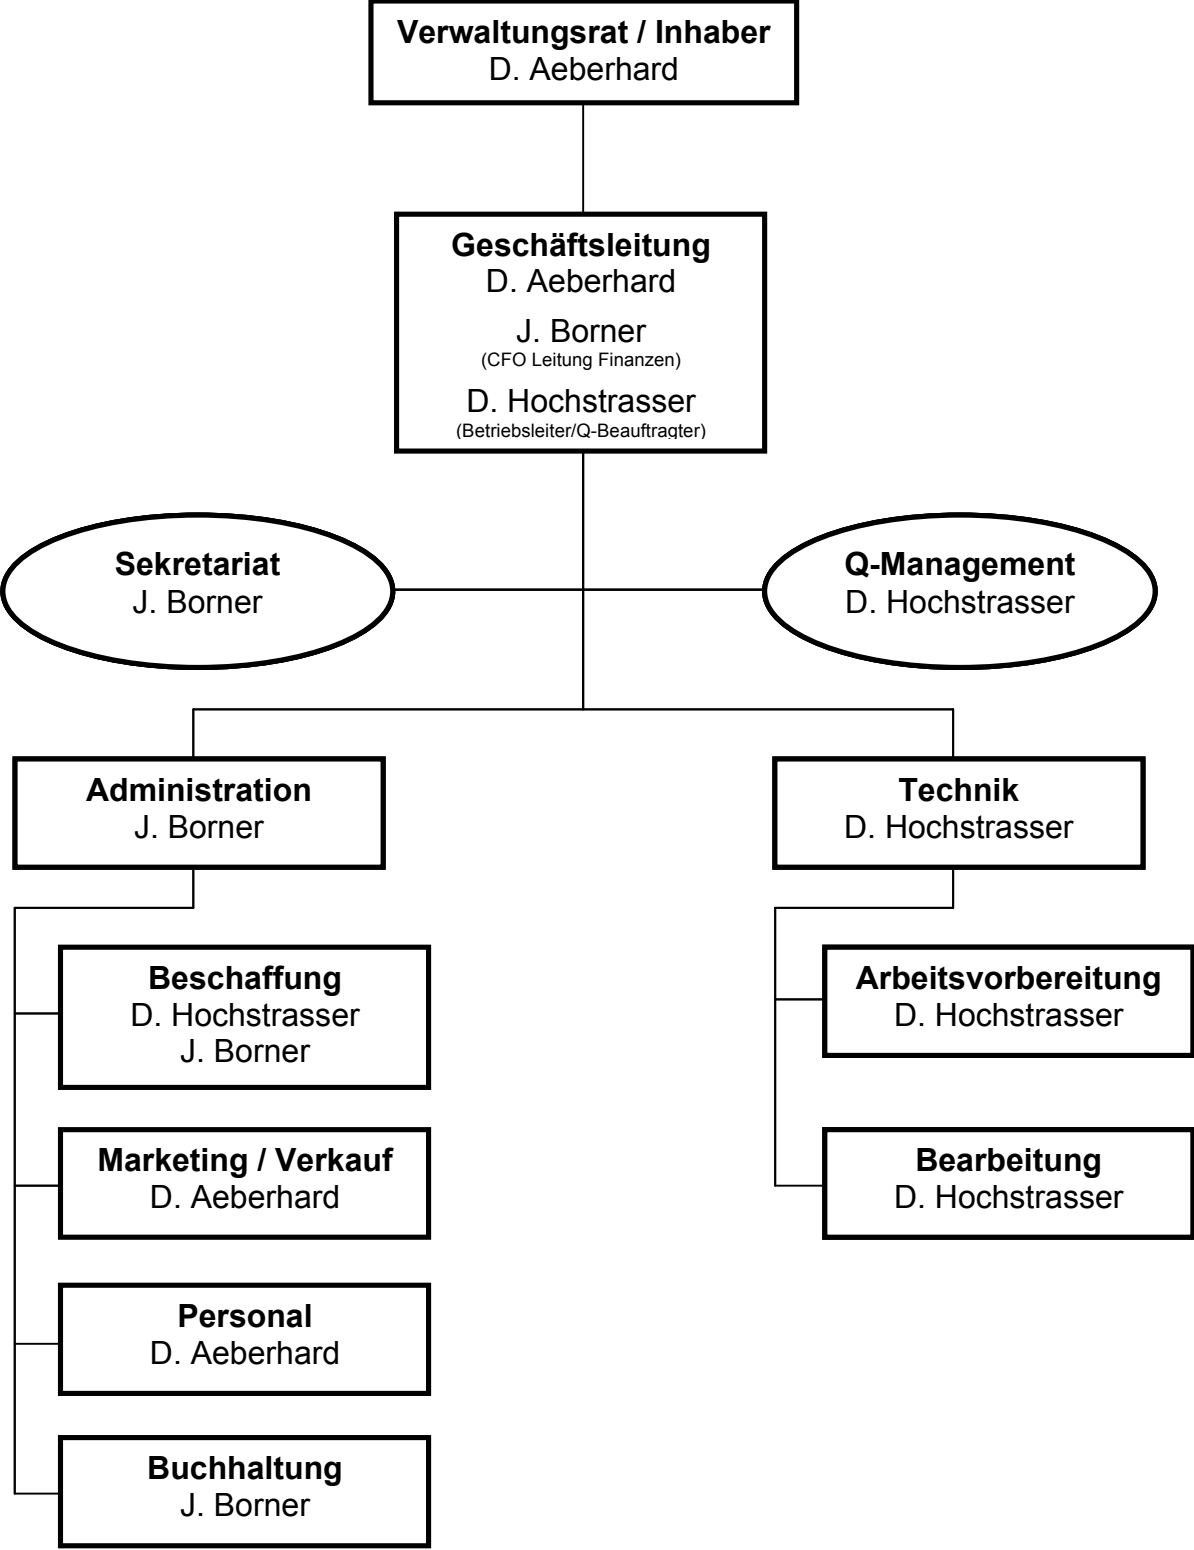 Verwaltungsrat / Inhaber
D. Aeberhard
Geschäftsleitung
D. Aeberhard
J. Borner
(CFO Leitung Finanzen)
D. Hochstrasser
(Betriebsleiter/Q-Beauftragter)
Sekretariat
J. Borner
Q-Management
D. Hochstrasser
Administration
J. Borner
Technik
D. Hochstrasser
Beschaffung
D. Hochstrasser
J. Borner
Arbeitsvorbereitung
D. Hochstrasser
Marketing / Verkauf
D. Aeberhard
Bearbeitung
D. Hochstrasser
Personal
D. Aeberhard
Buchhaltung
J. Borner